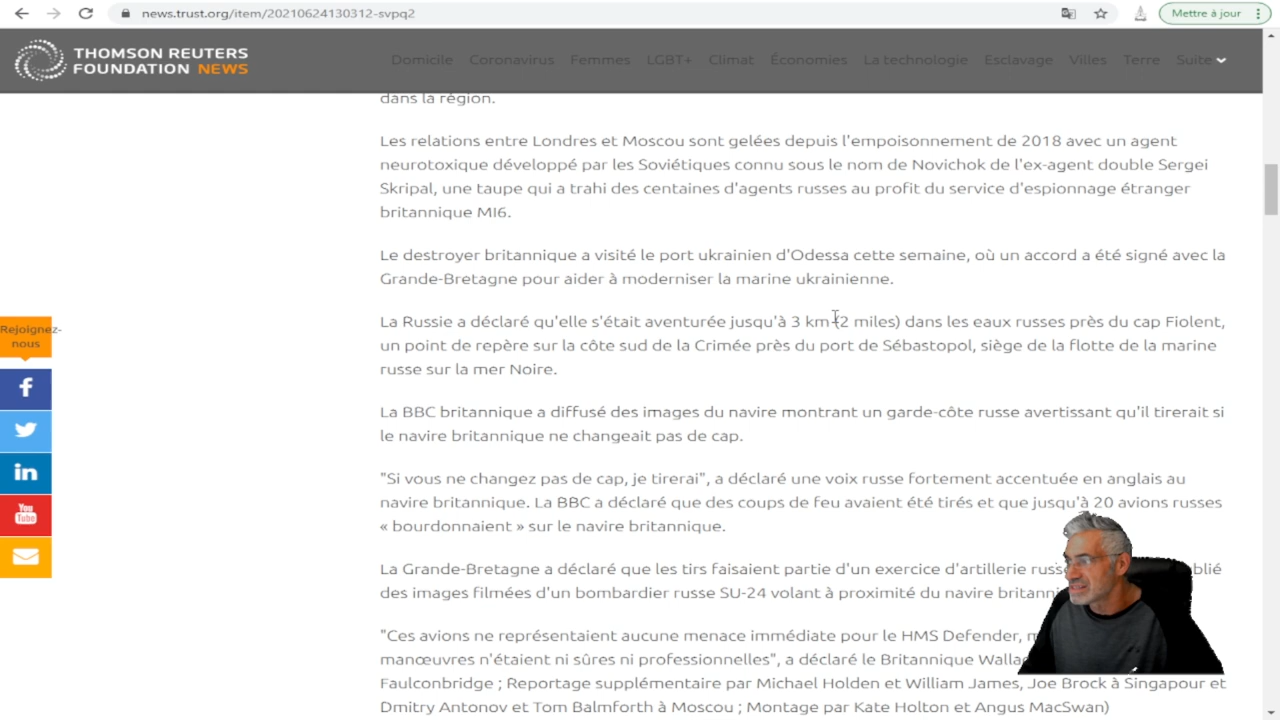 news.trust.org/item/20210624130312-svpq2
Mettre à jour
THOMSON REUTERS
FOUNDATION NEWS
Domicile Coronavirus Femmes LGBT+ Climat Économies La technologie Esclavage Villes Terre Suite
dans la région.
Les relations entre Londres et Moscou sont gelées depuis l'empoisonnement de 2018 avec un agent
neurotoxique développé par les Soviétiques connu sous le nom de Novichok de l'ex-agent double Sergei
Skripal, une taupe qui a trahi des centaines d'agents russes au profit du service d'espionnage étranger
britannique MI6.
Le destroyer britannique a visité le port ukrainien d'Odessa cette semaine, où un accord a été signé avec la
Grande-Bretagne pour aider à moderniser la marine ukrainienne.
Rejoignez-
nous
La Russie a déclaré qu'elle s'était aventurée jusqu'à 3 km (2 miles) dans les eaux russes près du cap Fiolent,
un point de repère sur la côte sud de la Crimée près du port de Sébastopol, siège de la flotte de la marine
russe sur la mer Noire.
La BBC britannique a diffusé des images du navire montrant un garde-côte russe avertissant qu'il tirerait si
le navire britannique ne changeait pas de cap.
"Si vous ne changez pas de cap, je tirerai", a déclaré une voix russe fortement accentuée en anglais au
navire britannique. La BBC a déclaré que des coups de feu avaient été tirés et que jusqu'à 20 avions russes
« bourdonnaient » sur le navire britannique.
You
Tube
La Grande-Bretagne a déclaré que les tirs faisaient partie d'un exercice d'artillerie
des images filmées d'un bombardier russe SU-24 volant à proximité du navire
"Ces avions ne représentaient aucune menace immédiate pour le HMS Defender,
manœuvres n'étaient ni sûres ni professionnelles", a déclaré le Britannique
Faulconbridge ; Reportage supplémentaire par Michael Holden et William James, Joe Brock à Singapour et
Dmitry Antonov et Tom Balmforth à Moscou ; Montage par Kate Holton et Angus MacSwan)